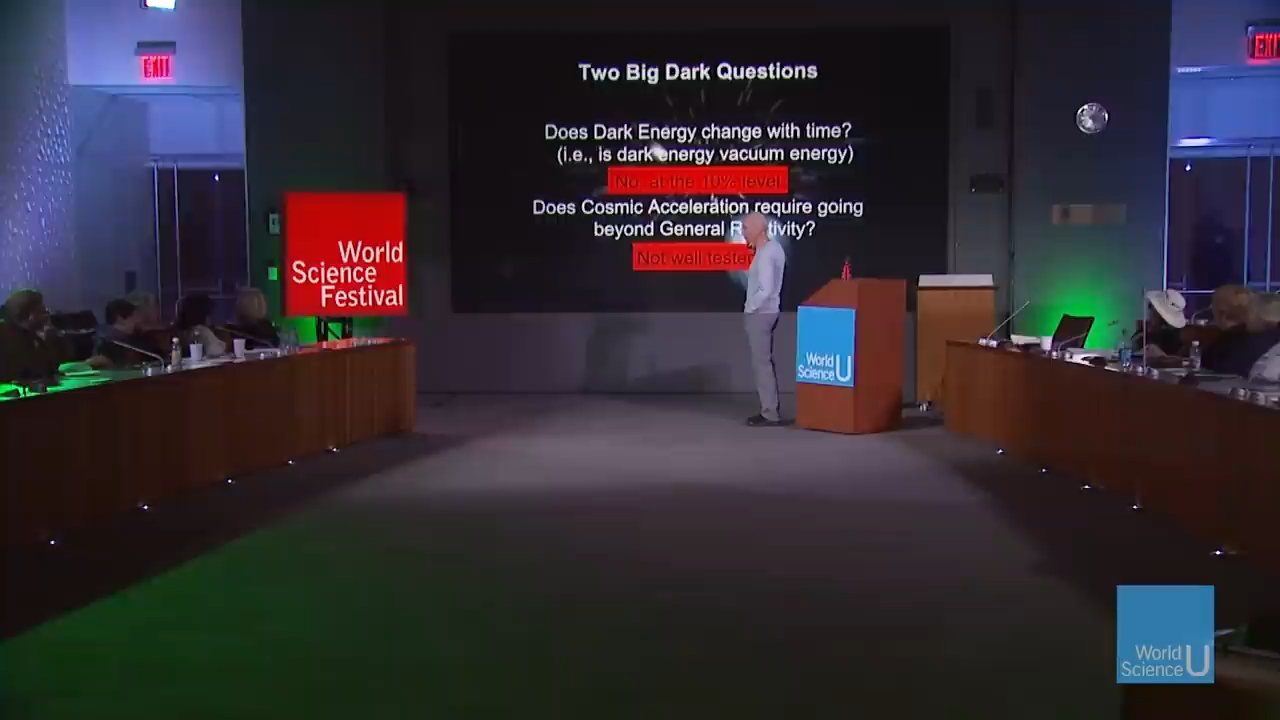 EXIT
EXIT
Two Big Dark Questions
Does Dark Energy change with time?
(i.e., is dark energy vacuum energy)
No, at the 10% level
Does Cosmic Acceleration require going
beyond General
Not well tested
World
Science
Festival
World
Science U
World
Science U